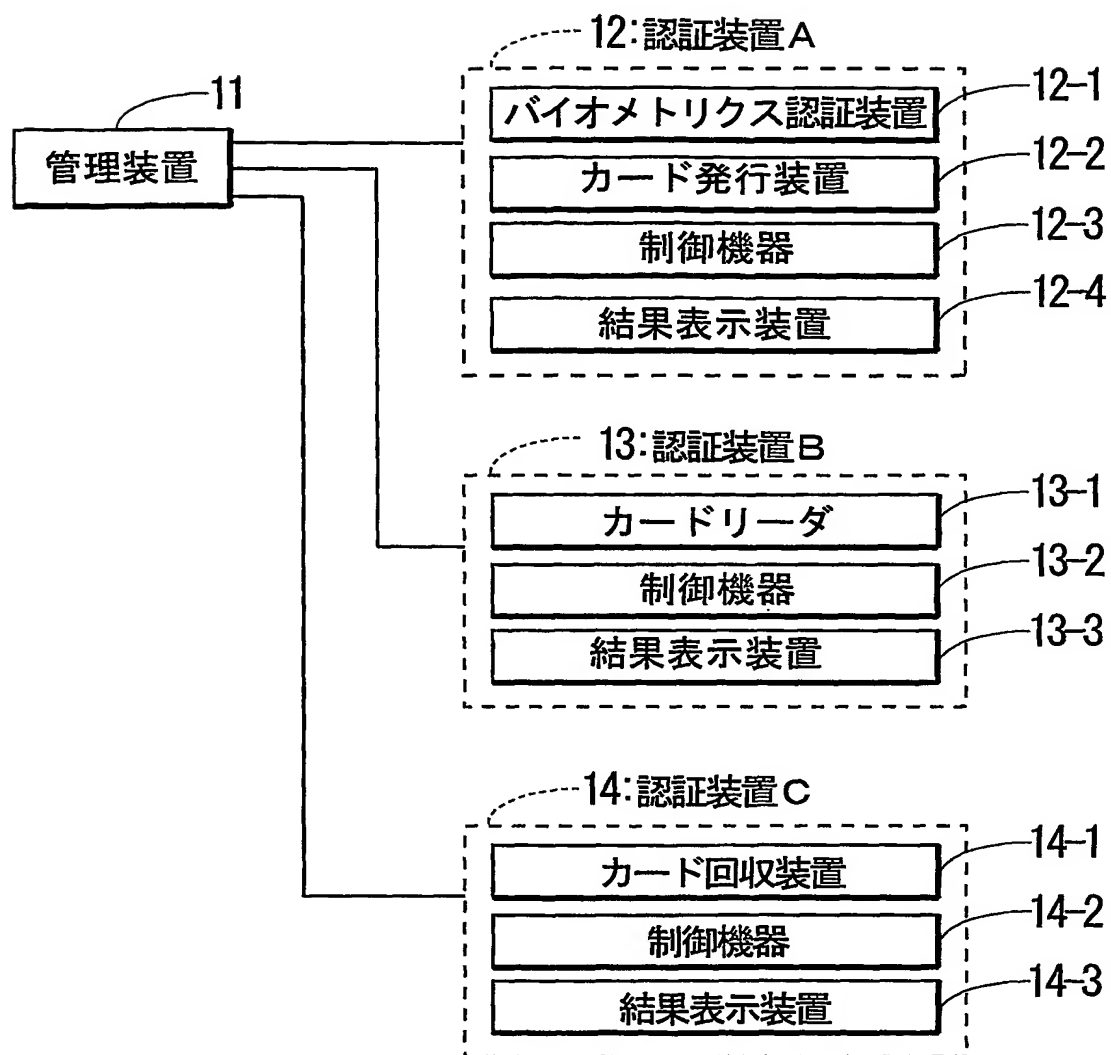 11
管理装置
12:認証装置A
バイオメトリクス認証装置
12-1
カード発行装置
12-2
制御機器
12-3
結果表示装置
12-4
13:認証装置B
カードリーダ
13-1
制御機器
13-2
結果表示装置
13-3
14:認証装置C
カード回収装置
14-1
制御機器
14-2
結果表示装置
14-3